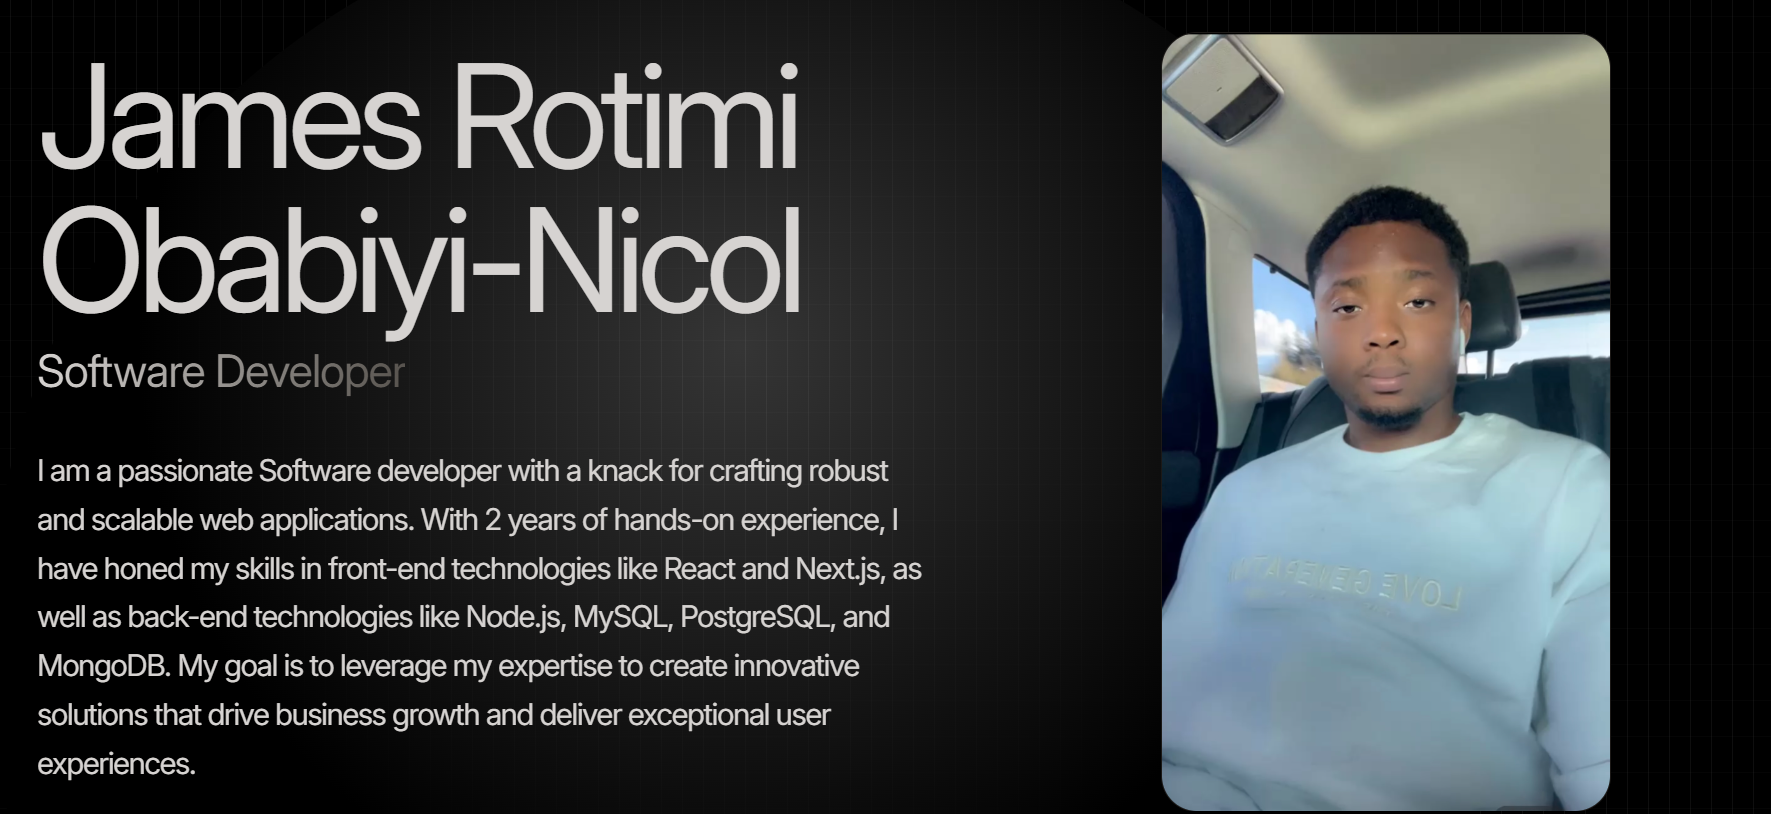 James Rotimi
Obabiyi-Nicol
Software Developer
I am a passionate Software developer with a knack for crafting robust
and scalable web applications. With 2 years of hands-on experience, I
have honed my skills in front-end technologies like React and Next.js, as
well as back-end technologies like Node.js, MySQL, PostgreSQL, and
MongoDB. My goal is to leverage my expertise to create innovative
solutions that drive business growth and deliver exceptional user
experiences.
LOVE